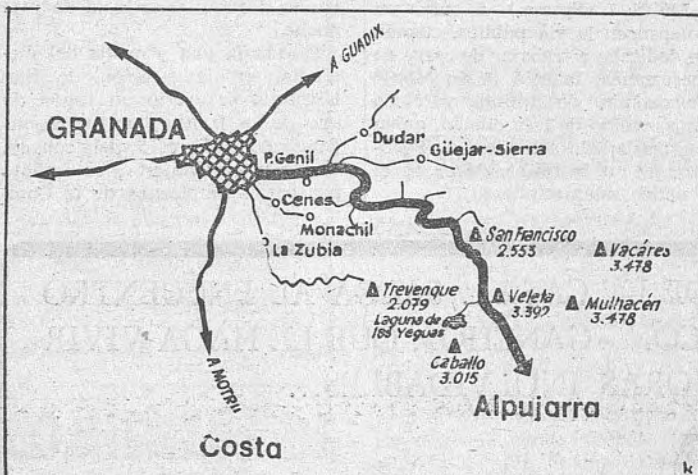 A GUADIX
GRANADA
P. Genil
Dudar
Güejar-Sierra
Cenes
Monachil
La Zubia
San Francisco
2.553
Vacáres
3.478
Trevenque
2.079
Veleta
3.392
Mulhacén
3.478
Laguna de
las Yeguas
Caballo
3.015
A MOTRIL
Alpujarra
Costa
K